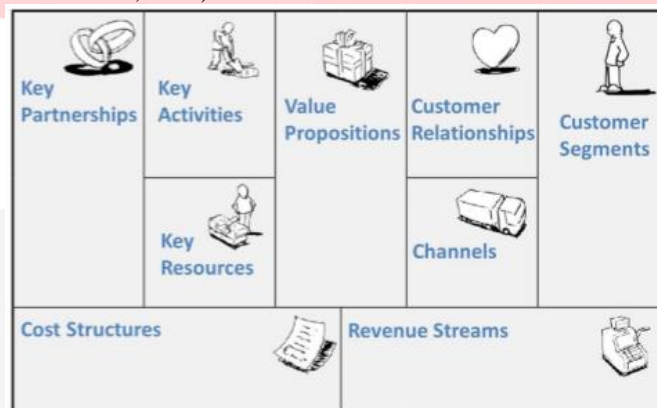 Key
Partnerships
Key
Activities
Value
Propositions
Customer
Relationships
Customer
Segments
Key
Resources
Channels
Cost Structures
Revenue Streams